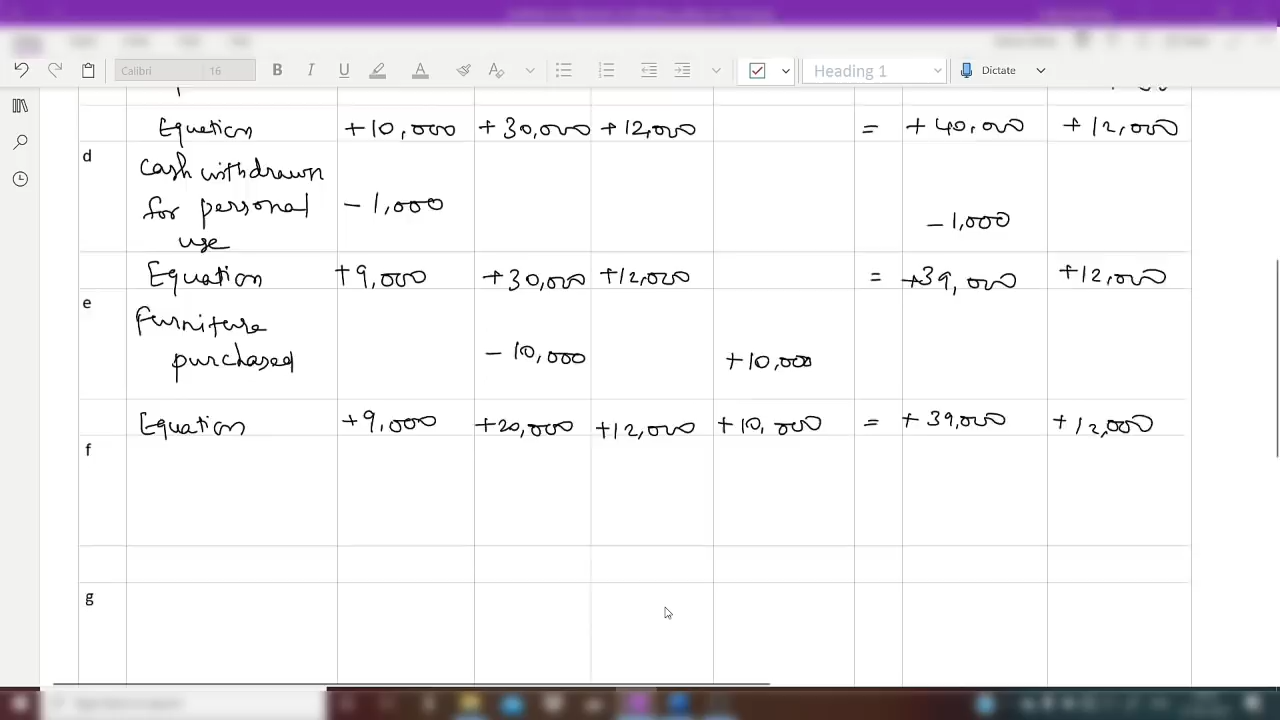 Calibri 16 B I U A Heading 1 Dictate
Equation +10,000 +30,000 +12,000 = +40,000 +12,000
d
Cash withdrawn
for personal -1,000 -1,000
use
Equation +9,000 +30,000 +12,000 = +39,000 +12,000
e
Furniture
purchased -10,000 +10,000
Equation +9,000 +20,000 +12,000 +10,000 = +39,000 +12,000
f
g